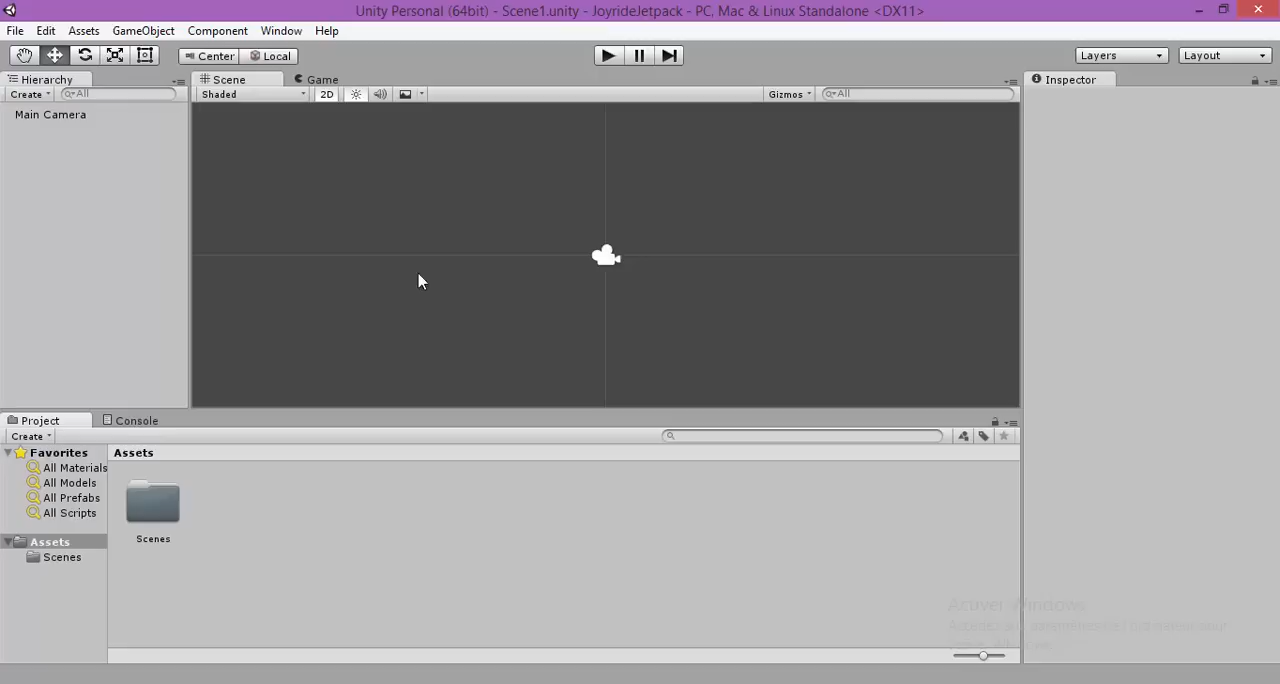 Unity Personal (64bit) - Scene1.unity - JoyrideJetpack - PC, Mac & Linux Standalone <DX11>
File Edit Assets GameObject Component Window Help
Center Local Layers Layout
Hierarchy Scene Game Inspector
Create All Shaded 2D Gizmos All
Main Camera
Project Console
Create
Favorites Assets
All Materials
All Models
All Prefabs
All Scripts
Scenes
Assets
Scenes
Activer Windows